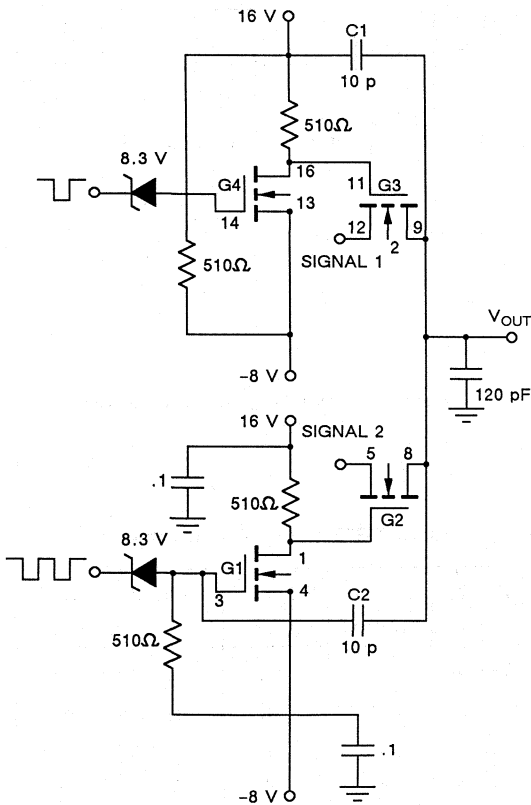 16 V
C1
10 p
510Ω
8.3 V
G4
16
14
13
11
G3
12
9
2
SIGNAL 1
510Ω
-8 V
VOUT
120 pF
16 V
SIGNAL 2
5
8
.1
510Ω
G2
8.3 V
G1
1
3
4
C2
10 p
510Ω
.1
-8 V